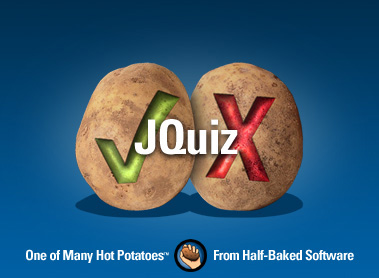 JQuiz
One of Many Hot Potatoes™ From Half-Baked Software